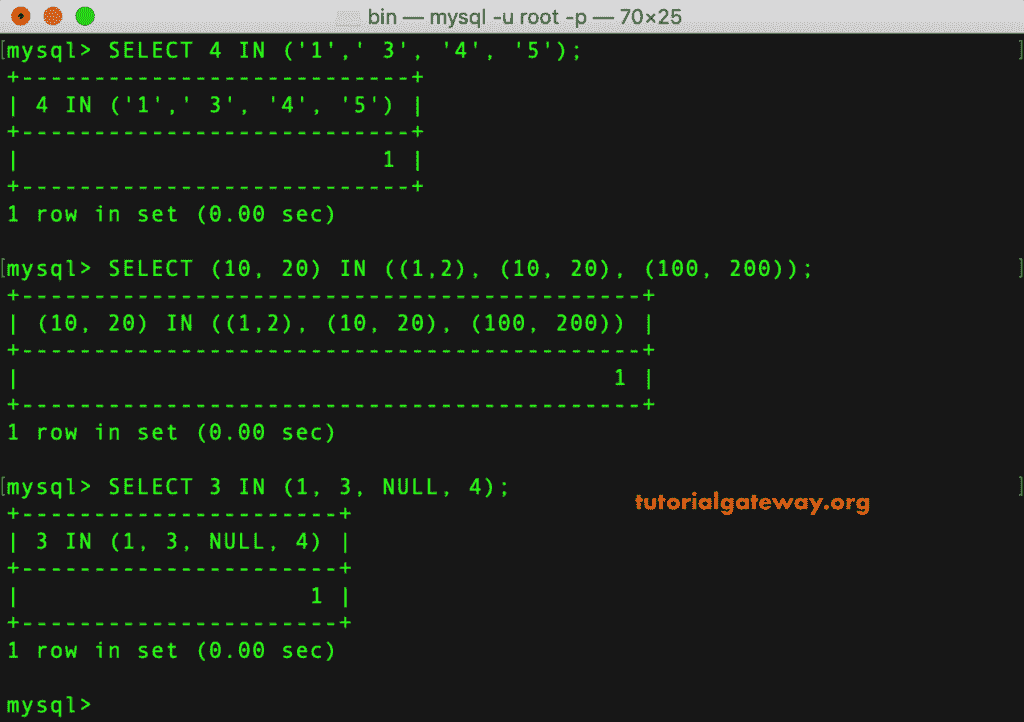 bin — mysql -u root -p — 70×25
mysql> SELECT 4 IN ('1',' 3', '4', '5');
+---------------------------+
| 4 IN ('1',' 3', '4', '5') |
+---------------------------+
|                         1 |
+---------------------------+
1 row in set (0.00 sec)

mysql> SELECT (10, 20) IN ((1,2), (10, 20), (100, 200));
+-------------------------------------------+
| (10, 20) IN ((1,2), (10, 20), (100, 200)) |
+-------------------------------------------+
|                                         1 |
+-------------------------------------------+
1 row in set (0.00 sec)

mysql> SELECT 3 IN (1, 3, NULL, 4);
tutorialgateway.org
+----------------------+
| 3 IN (1, 3, NULL, 4) |
+----------------------+
|                    1 |
+----------------------+
1 row in set (0.00 sec)

mysql>